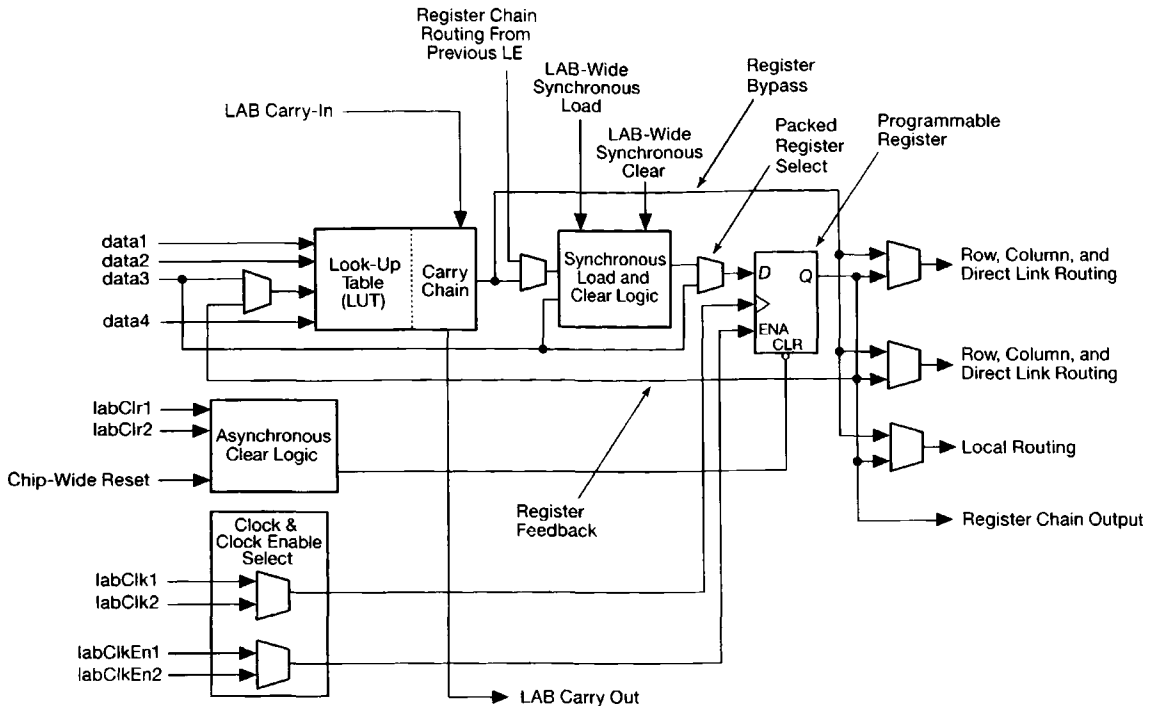 Register Chain
Routing From
Previous LE
LAB-Wide
Synchronous
Load
Register
Bypass
LAB Carry-In
LAB-Wide
Synchronous
Clear
Packed
Register
Select
Programmable
Register
data1
data2
data3
data4
Look-Up
Table
(LUT)
Carry
Chain
Synchronous
Load and
Clear Logic
D
Q
ENA
CLR
Row, Column, and
Direct Link Routing
Row, Column, and
Direct Link Routing
labClr1
labClr2
Asynchronous
Clear Logic
Chip-Wide Reset
Local Routing
Register
Feedback
Register Chain Output
Clock &
Clock Enable
Select
labClk1
labClk2
labClkEn1
labClkEn2
LAB Carry Out